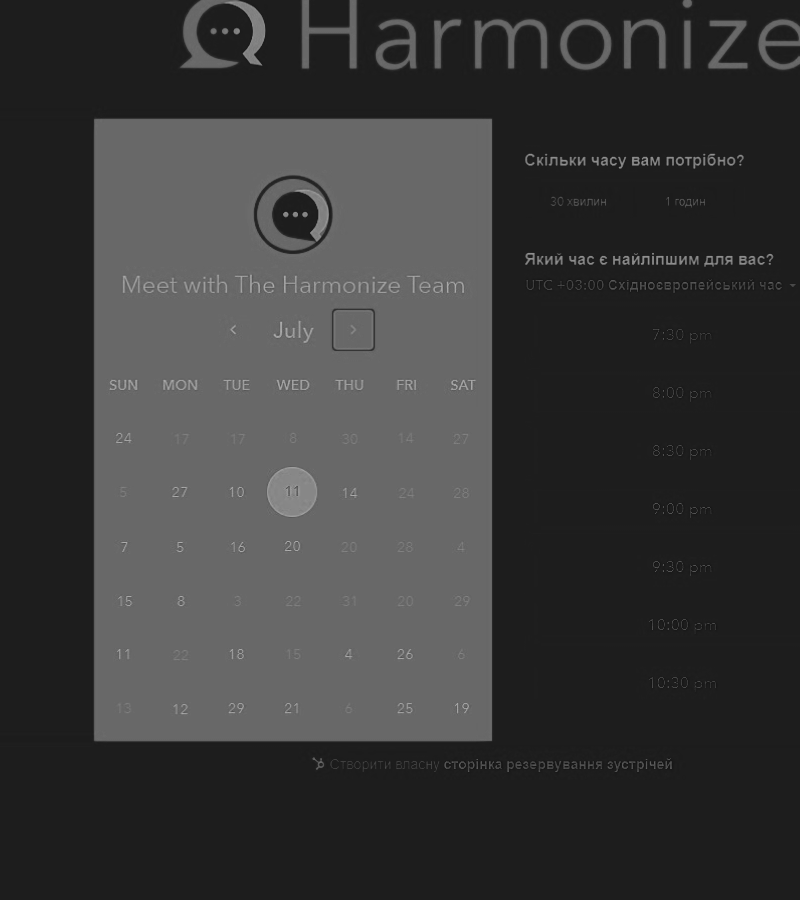 Harmonize
Meet with The Harmonize Team
July
SUN MON TUE WED THU FRI SAT
24 17 17 8 30 14 27
5 27 10 11 14 24 28
7 5 16 20 20 28 4
15 8 3 22 31 20 29
11 22 18 15 4 26 6
13 12 29 21 6 25 19
Скільки часу вам потрібно?
30 хвилин 1 годин
Який час є найліпшим для вас?
UTC +03:00 Східноєвропейський час
7:30 pm
8:00 pm
8:30 pm
9:00 pm
9:30 pm
10:00 pm
10:30 pm
Створити власну сторінка резервування зустрічей